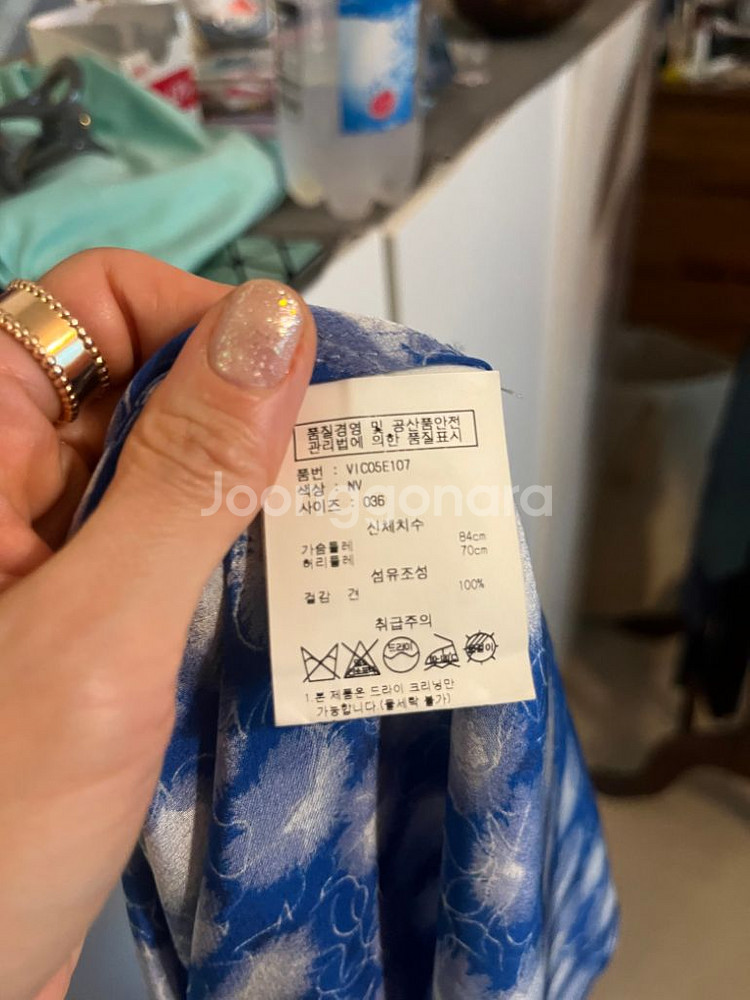 품질경영 및 공산품안전
관리법에 의한 품질표시
품번 : VIC05E107
색상 : NV
사이즈 : 036
Joonggonara
신체치수
가슴둘레 84cm
허리둘레 70cm
섬유조성
겉감 견 100%
취급주의
드라이
1.본 제품은 드라이 크리닝만
가능합니다.(물세탁 불가)